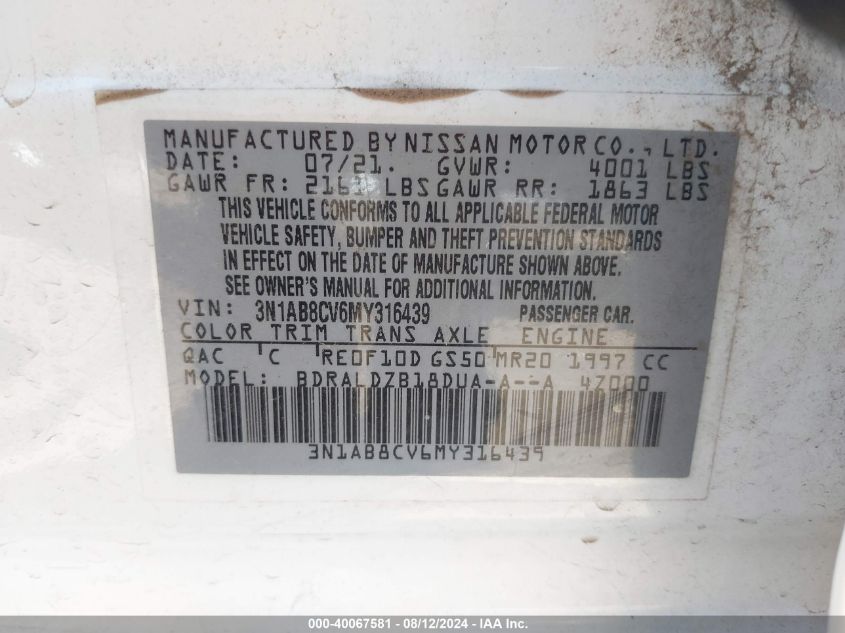 MANUFACTURED BY NISSAN MOTOR CO., LTD.
DATE: 07/21. GVWR: 4001 LBS
GAWR FR: LBS GAWR RR: 1863 LBS
THIS VEHICLE CONFORMS TO ALL APPLICABLE FEDERAL MOTOR
VEHICLE SAFETY, BUMPER AND THEFT PREVENTION STANDARDS
IN EFFECT ON THE DATE OF MANUFACTURE SHOWN ABOVE.
SEE OWNER'S MANUAL FOR ADDITIONAL INFORMATION.
VIN: 3N1AB8CV6MY316439 PASSENGER CAR.
COLOR TRIM TRANS AXLE ENGINE
QAC C RE0F10D GS50 MR20 1997 CC
MODEL: BDRALDZB18DUA-A--A 47000
3N1AB8CV6MY316439
000-40067581 - 08/12/2024 - IAA Inc.